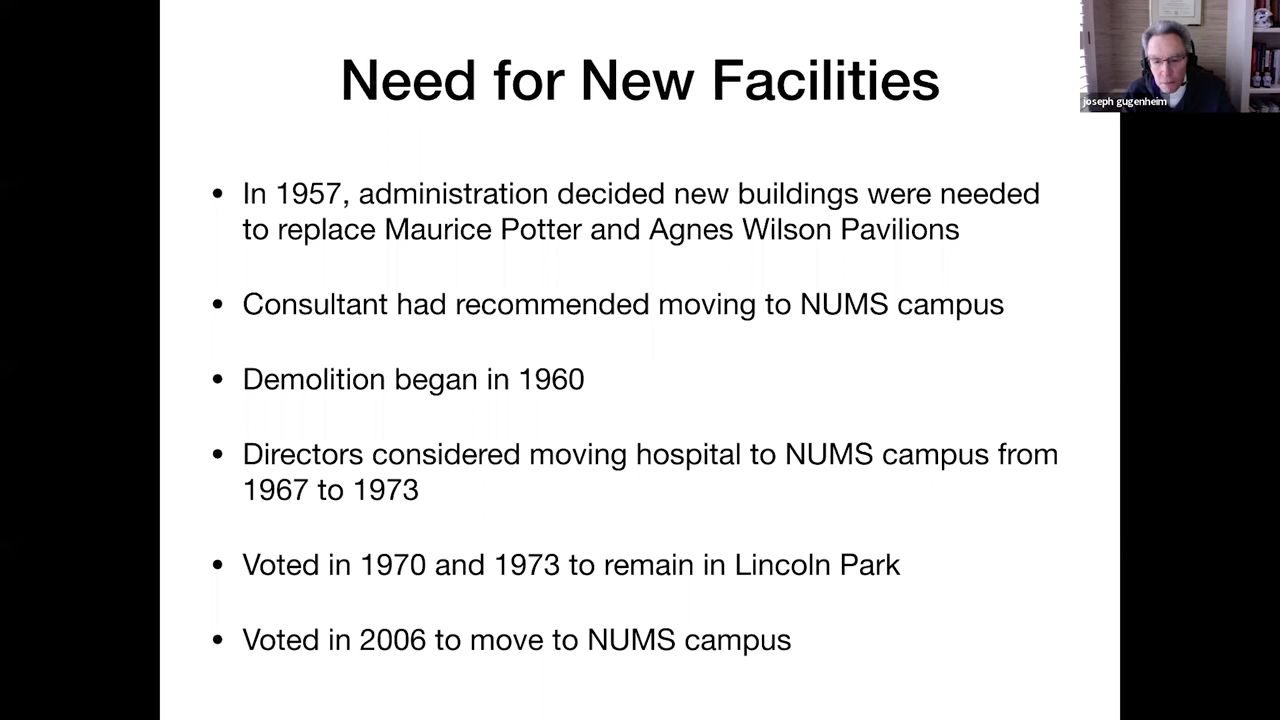 Need for New Facilities
joseph gugenheim
• In 1957, administration decided new buildings were needed
to replace Maurice Potter and Agnes Wilson Pavilions
• Consultant had recommended moving to NUMS campus
• Demolition began in 1960
• Directors considered moving hospital to NUMS campus from
1967 to 1973
• Voted in 1970 and 1973 to remain in Lincoln Park
• Voted in 2006 to move to NUMS campus